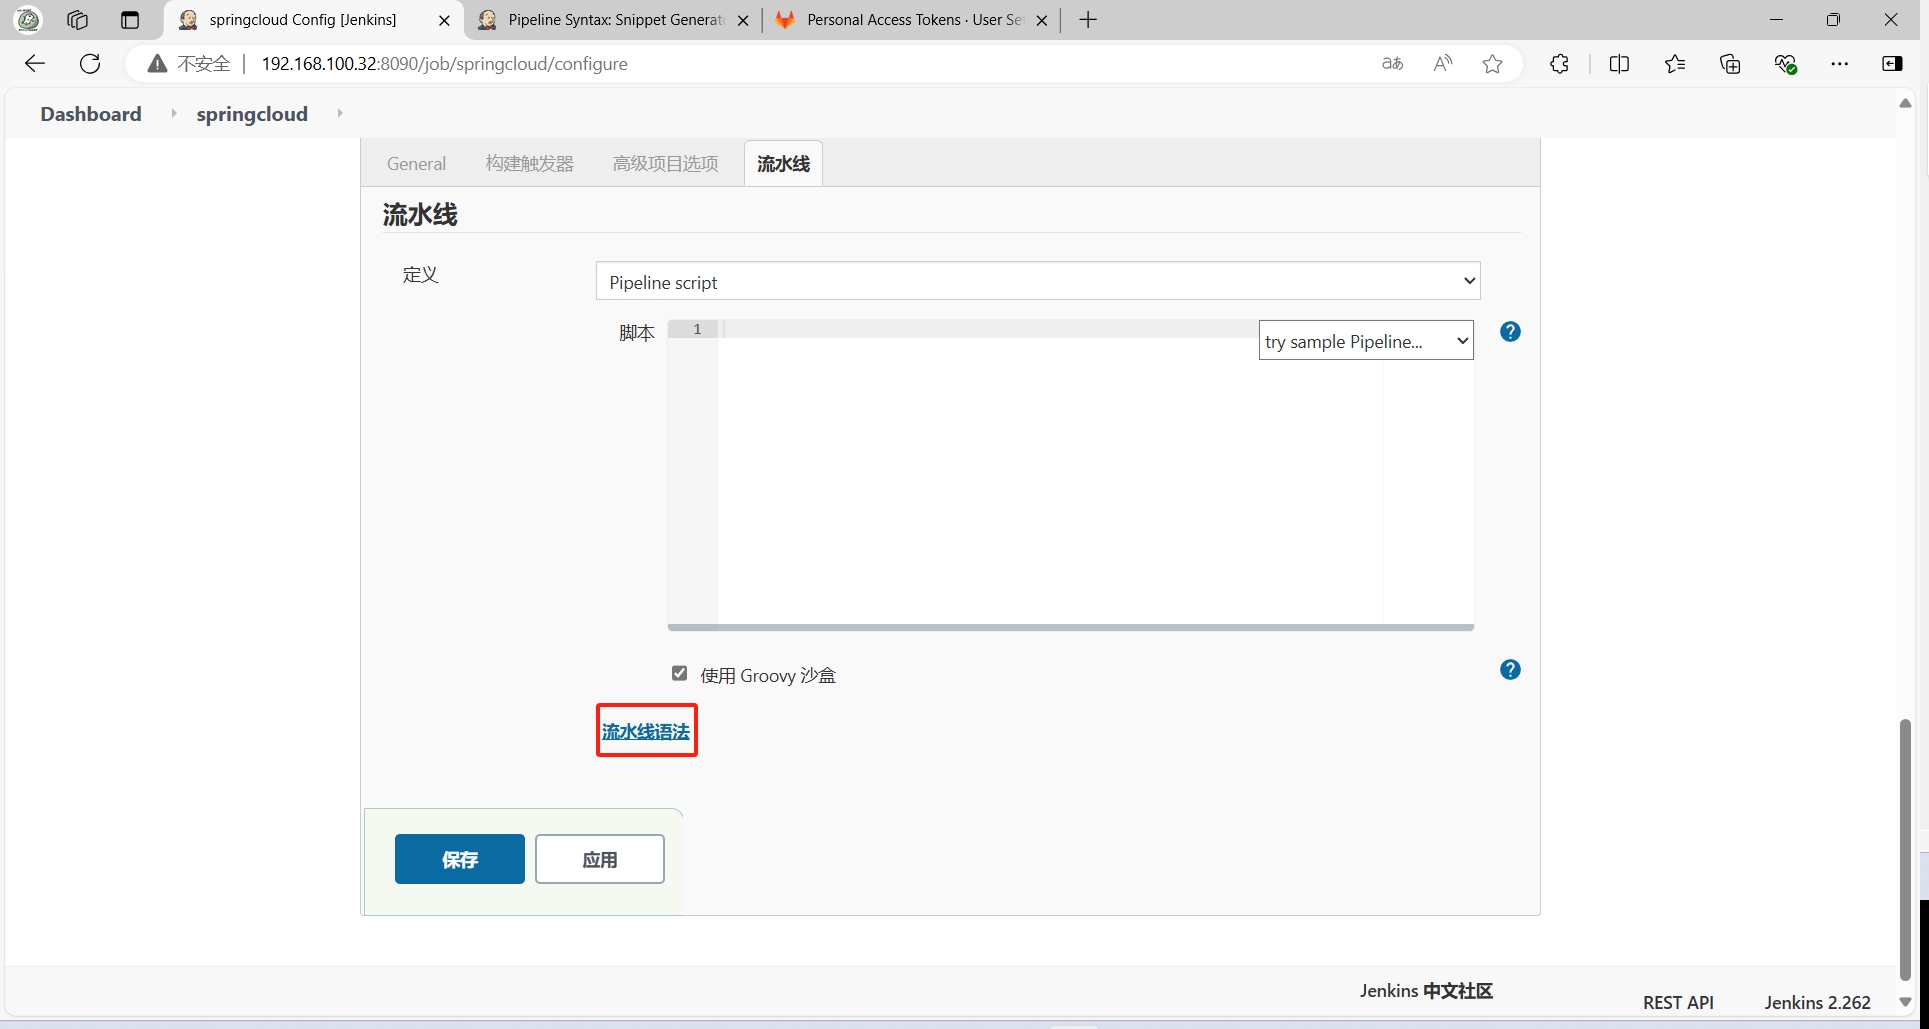 springcloud Config [Jenkins]
Pipeline Syntax: Snippet Generat
Personal Access Tokens · User Se
不安全
192.168.100.32:8090/job/springcloud/configure
aあ
Dashboard
springcloud
General
构建触发器
高级项目选项
流水线
流水线
定义
Pipeline script
脚本
1
try sample Pipeline...
?
使用 Groovy 沙盒
?
流水线语法
保存
应用
Jenkins 中文社区
REST API
Jenkins 2.262